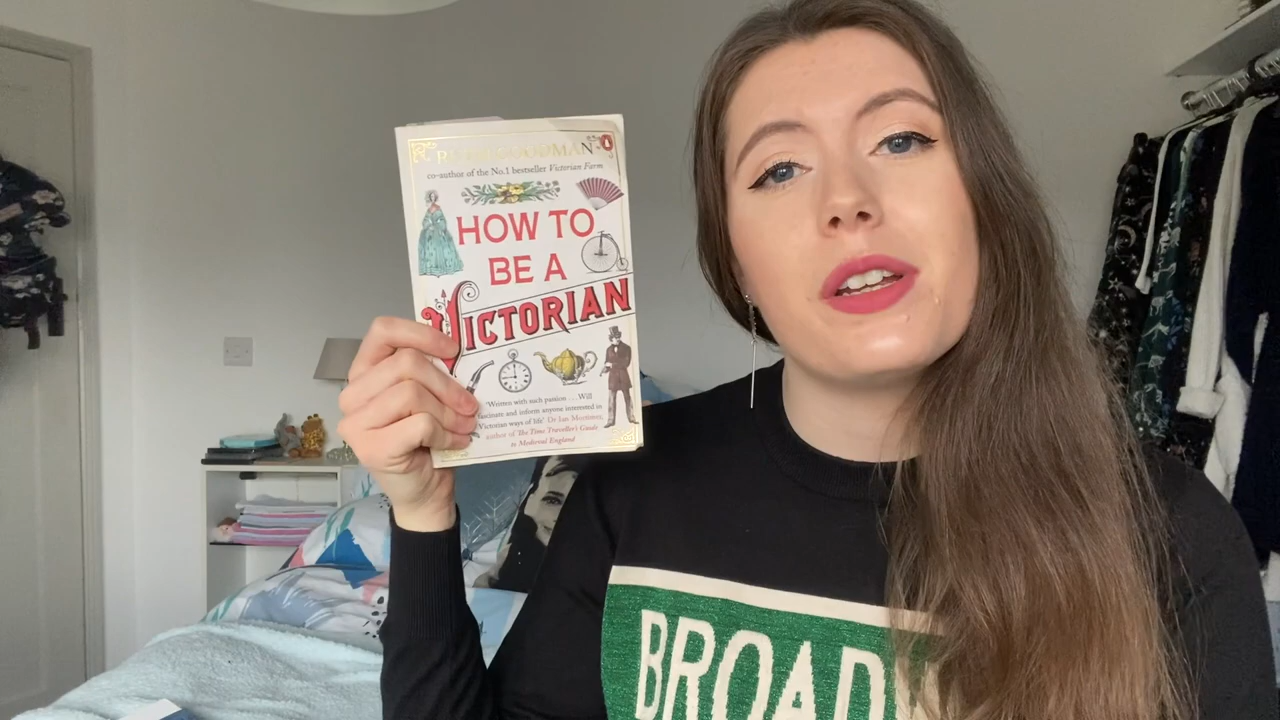 RUTH GOODMAN
co-author of the No.1 bestseller Victorian Farm
HOW TO
BE A
VICTORIAN
'Written with such passion . . . Will
fascinate and inform anyone interested in
Victorian ways of life' Dr Ian Mortimer,
author of The Time Traveller's Guide
to Medieval England
BROAD